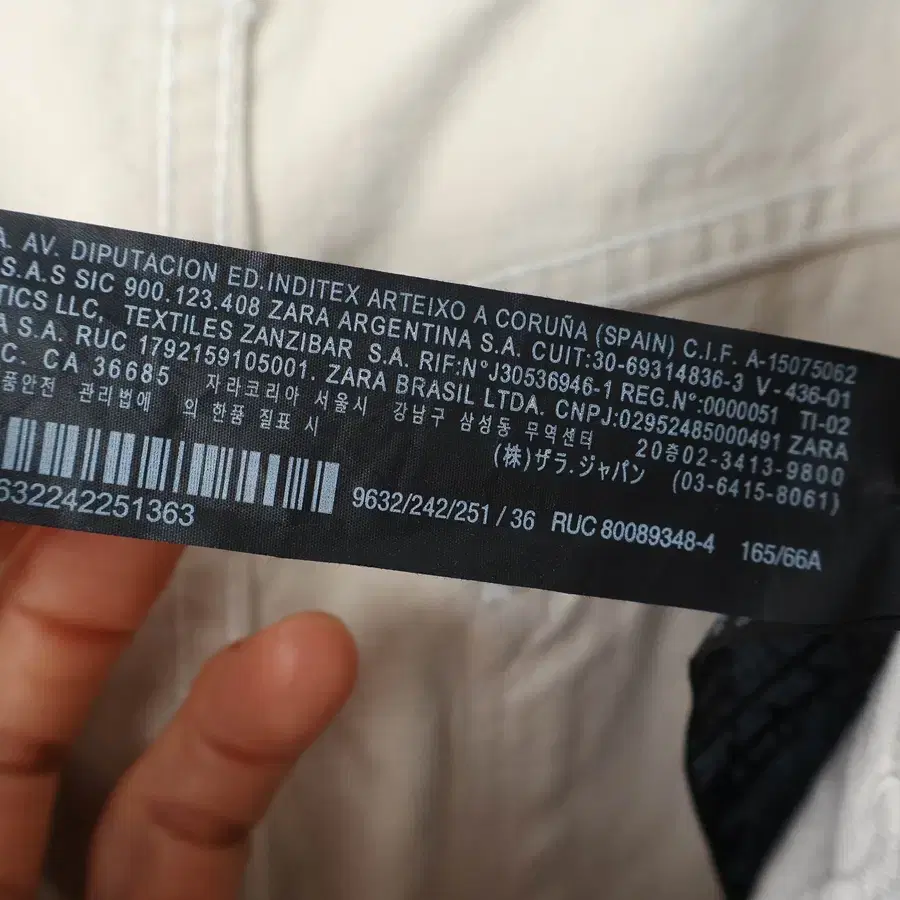 A. AV. DIPUTACION ED.INDITEX ARTEIXO A CORUÑA (SPAIN) C.I.F. A-15075062
S.A.S SIC 900.123.408 ZARA ARGENTINA S.A. CUIT:30-69314836-3 V-436-01
TICS LLC, TEXTILES ZANZIBAR S.A. RIF:N°J30536946-1 REG.N°:0000051 TI-02
A S.A. RUC 1792159105001. ZARA BRASIL LTDA. CNPJ:02952485000491 ZARA
C. CA 36685 자라코리아 서울시 강남구 삼성동 무역센터 20층02-3413-9800
품안전 관리법에 의한품 질표 시 (株)ザラ.ジャパン (03-6415-8061)
632242251363 9632/242/251 / 36 RUC 80089348-4 165/66A